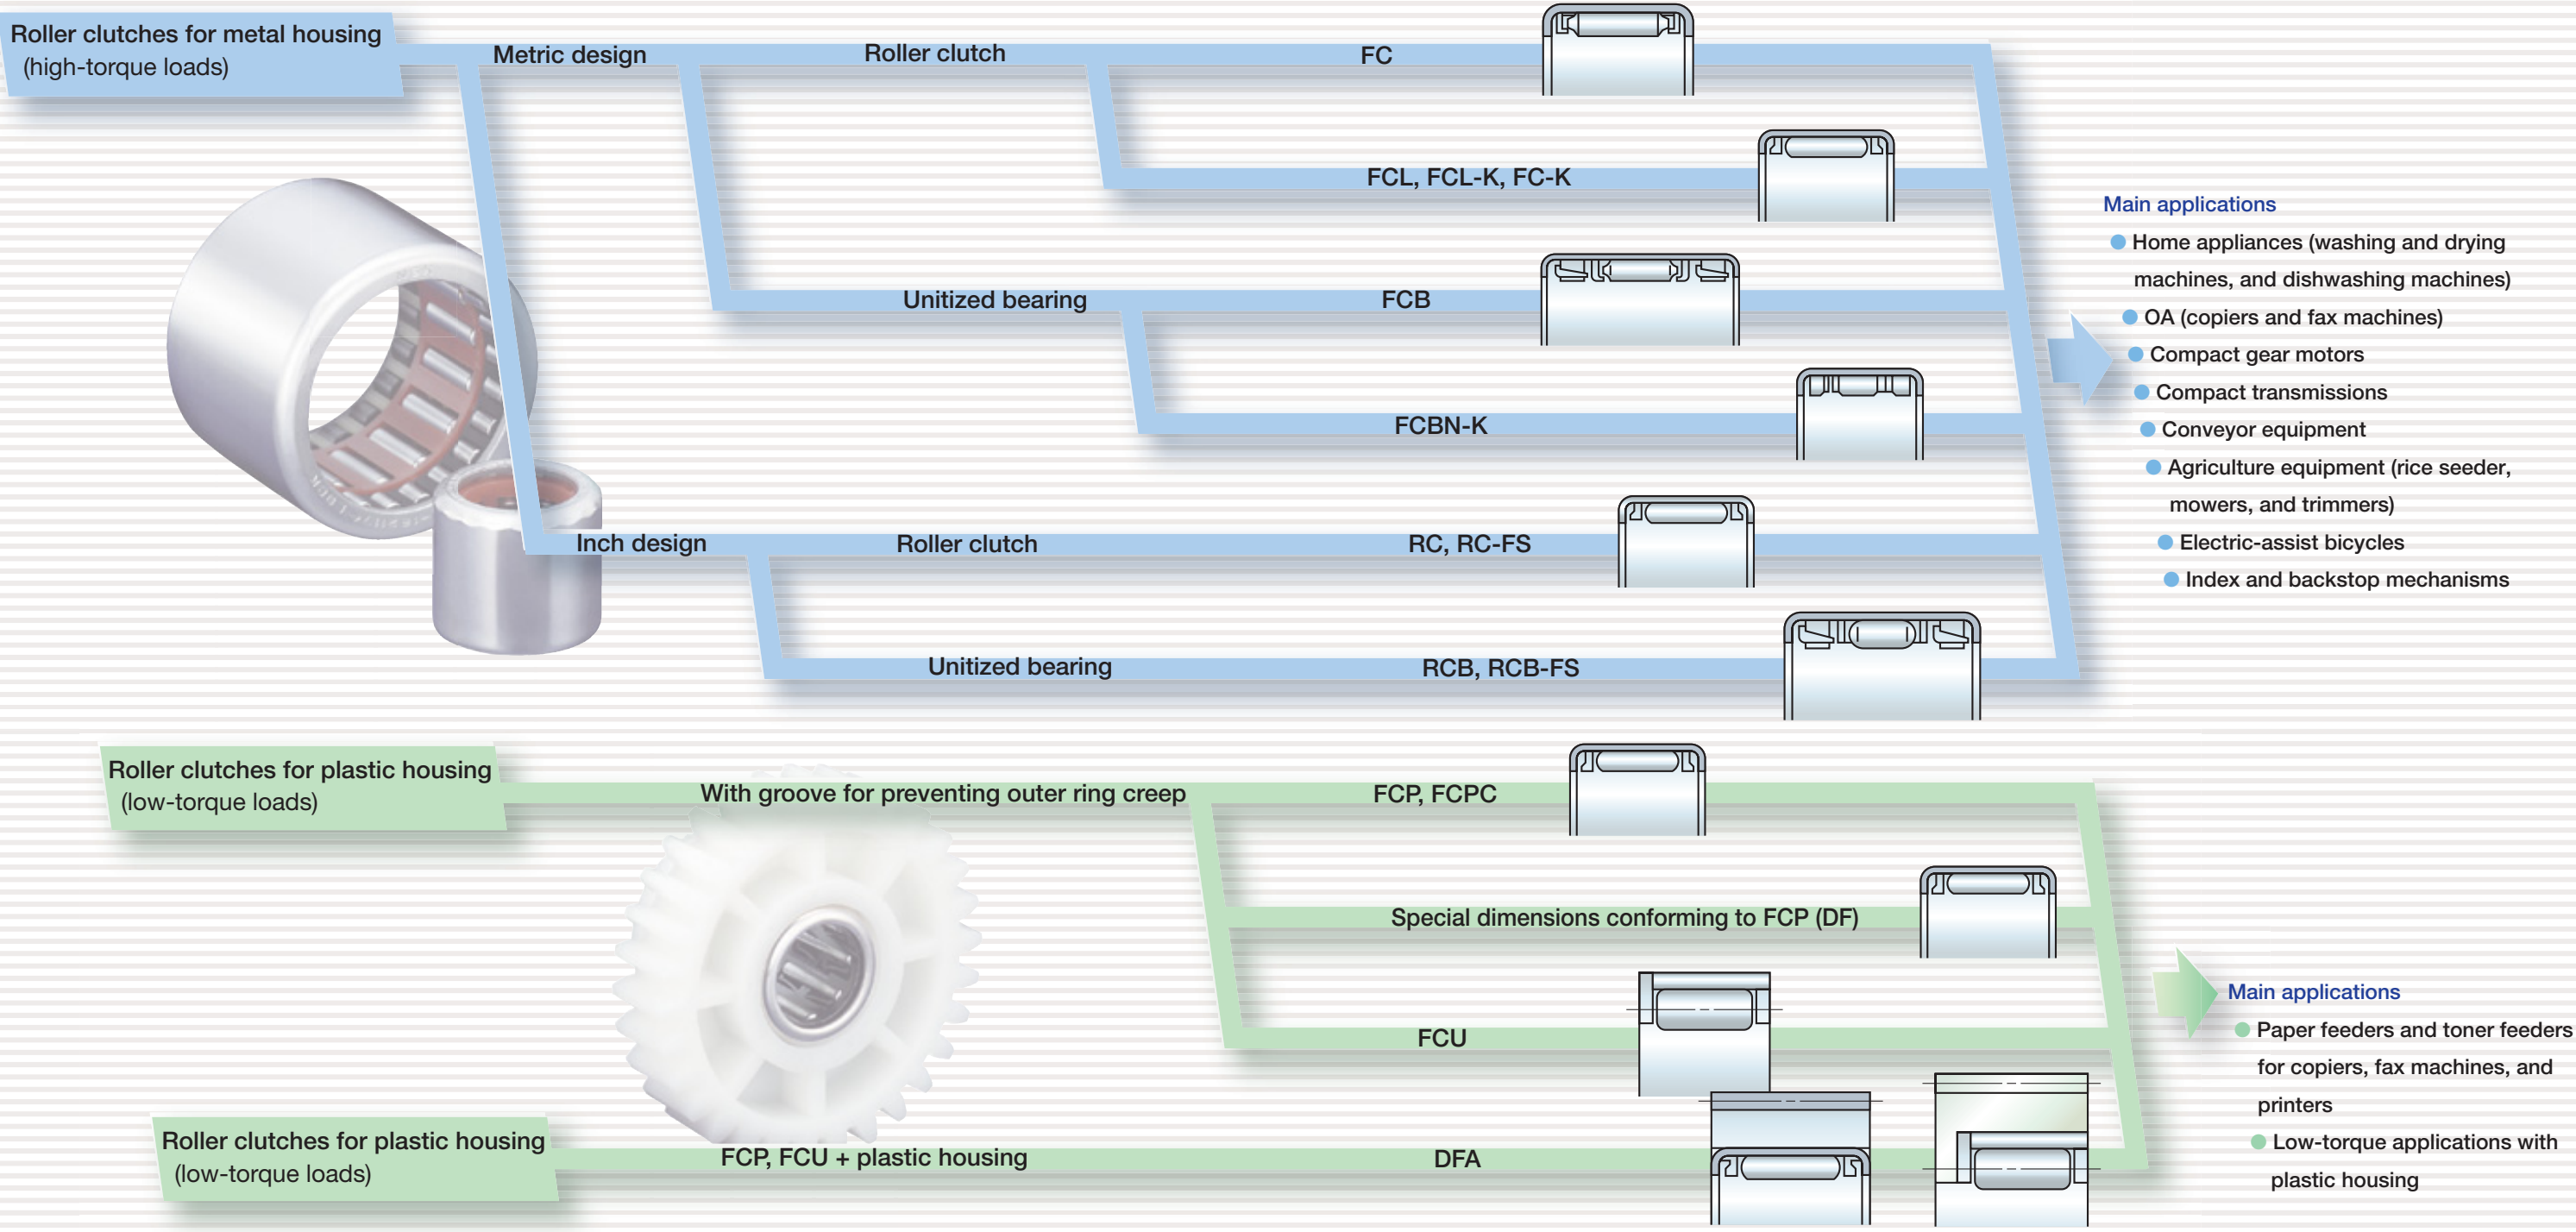 Roller clutches for metal housing
(high-torque loads)
Metric design
Roller clutch
FC
FCL, FCL-K, FC-K
Unitized bearing
FCB
FCBN-K
Inch design
Roller clutch
RC, RC-FS
Unitized bearing
RCB, RCB-FS
Main applications
Home appliances (washing and drying
machines, and dishwashing machines)
OA (copiers and fax machines)
Compact gear motors
Compact transmissions
Conveyor equipment
Agriculture equipment (rice seeder,
mowers, and trimmers)
Electric-assist bicycles
Index and backstop mechanisms
Roller clutches for plastic housing
(low-torque loads)
With groove for preventing outer ring creep
FCP, FCPC
Special dimensions conforming to FCP (DF)
FCU
Roller clutches for plastic housing
(low-torque loads)
FCP, FCU + plastic housing
DFA
Main applications
Paper feeders and toner feeders
for copiers, fax machines, and
printers
Low-torque applications with
plastic housing